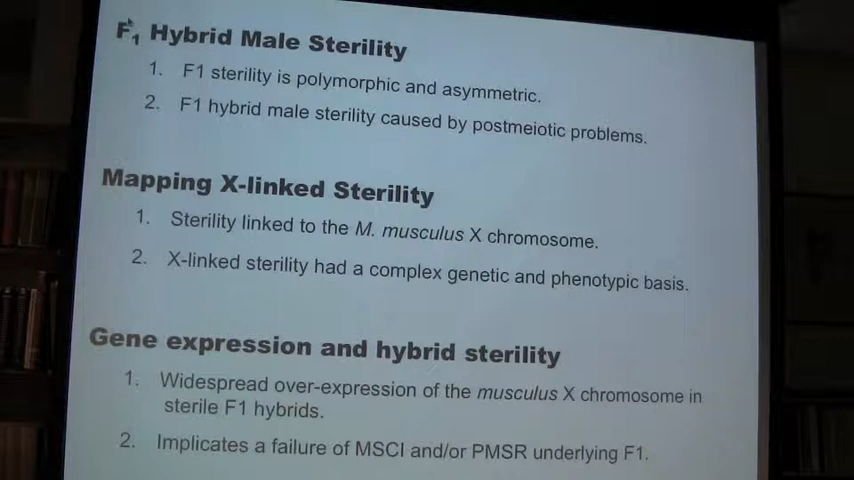 F1 Hybrid Male Sterility
1. F1 sterility is polymorphic and asymmetric.
2. F1 hybrid male sterility caused by postmeiotic problems.
Mapping X-linked Sterility
1. Sterility linked to the M. musculus X chromosome.
2. X-linked sterility had a complex genetic and phenotypic basis.
Gene expression and hybrid sterility
1. Widespread over-expression of the musculus X chromosome in
sterile F1 hybrids.
2. Implicates a failure of MSCI and/or PMSR underlying F1.